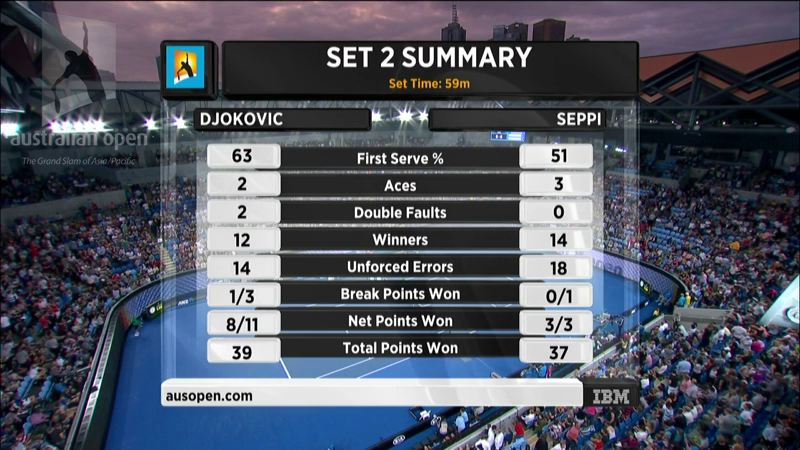 australian open
The Grand Slam of Asia/Pacific
SET 2 SUMMARY
Set Time: 59m
DJOKOVIC SEPPI
63 First Serve % 51
2 Aces 3
2 Double Faults 0
12 Winners 14
14 Unforced Errors 18
1/3 Break Points Won 0/1
8/11 Net Points Won 3/3
39 Total Points Won 37
ausopen.com IBM